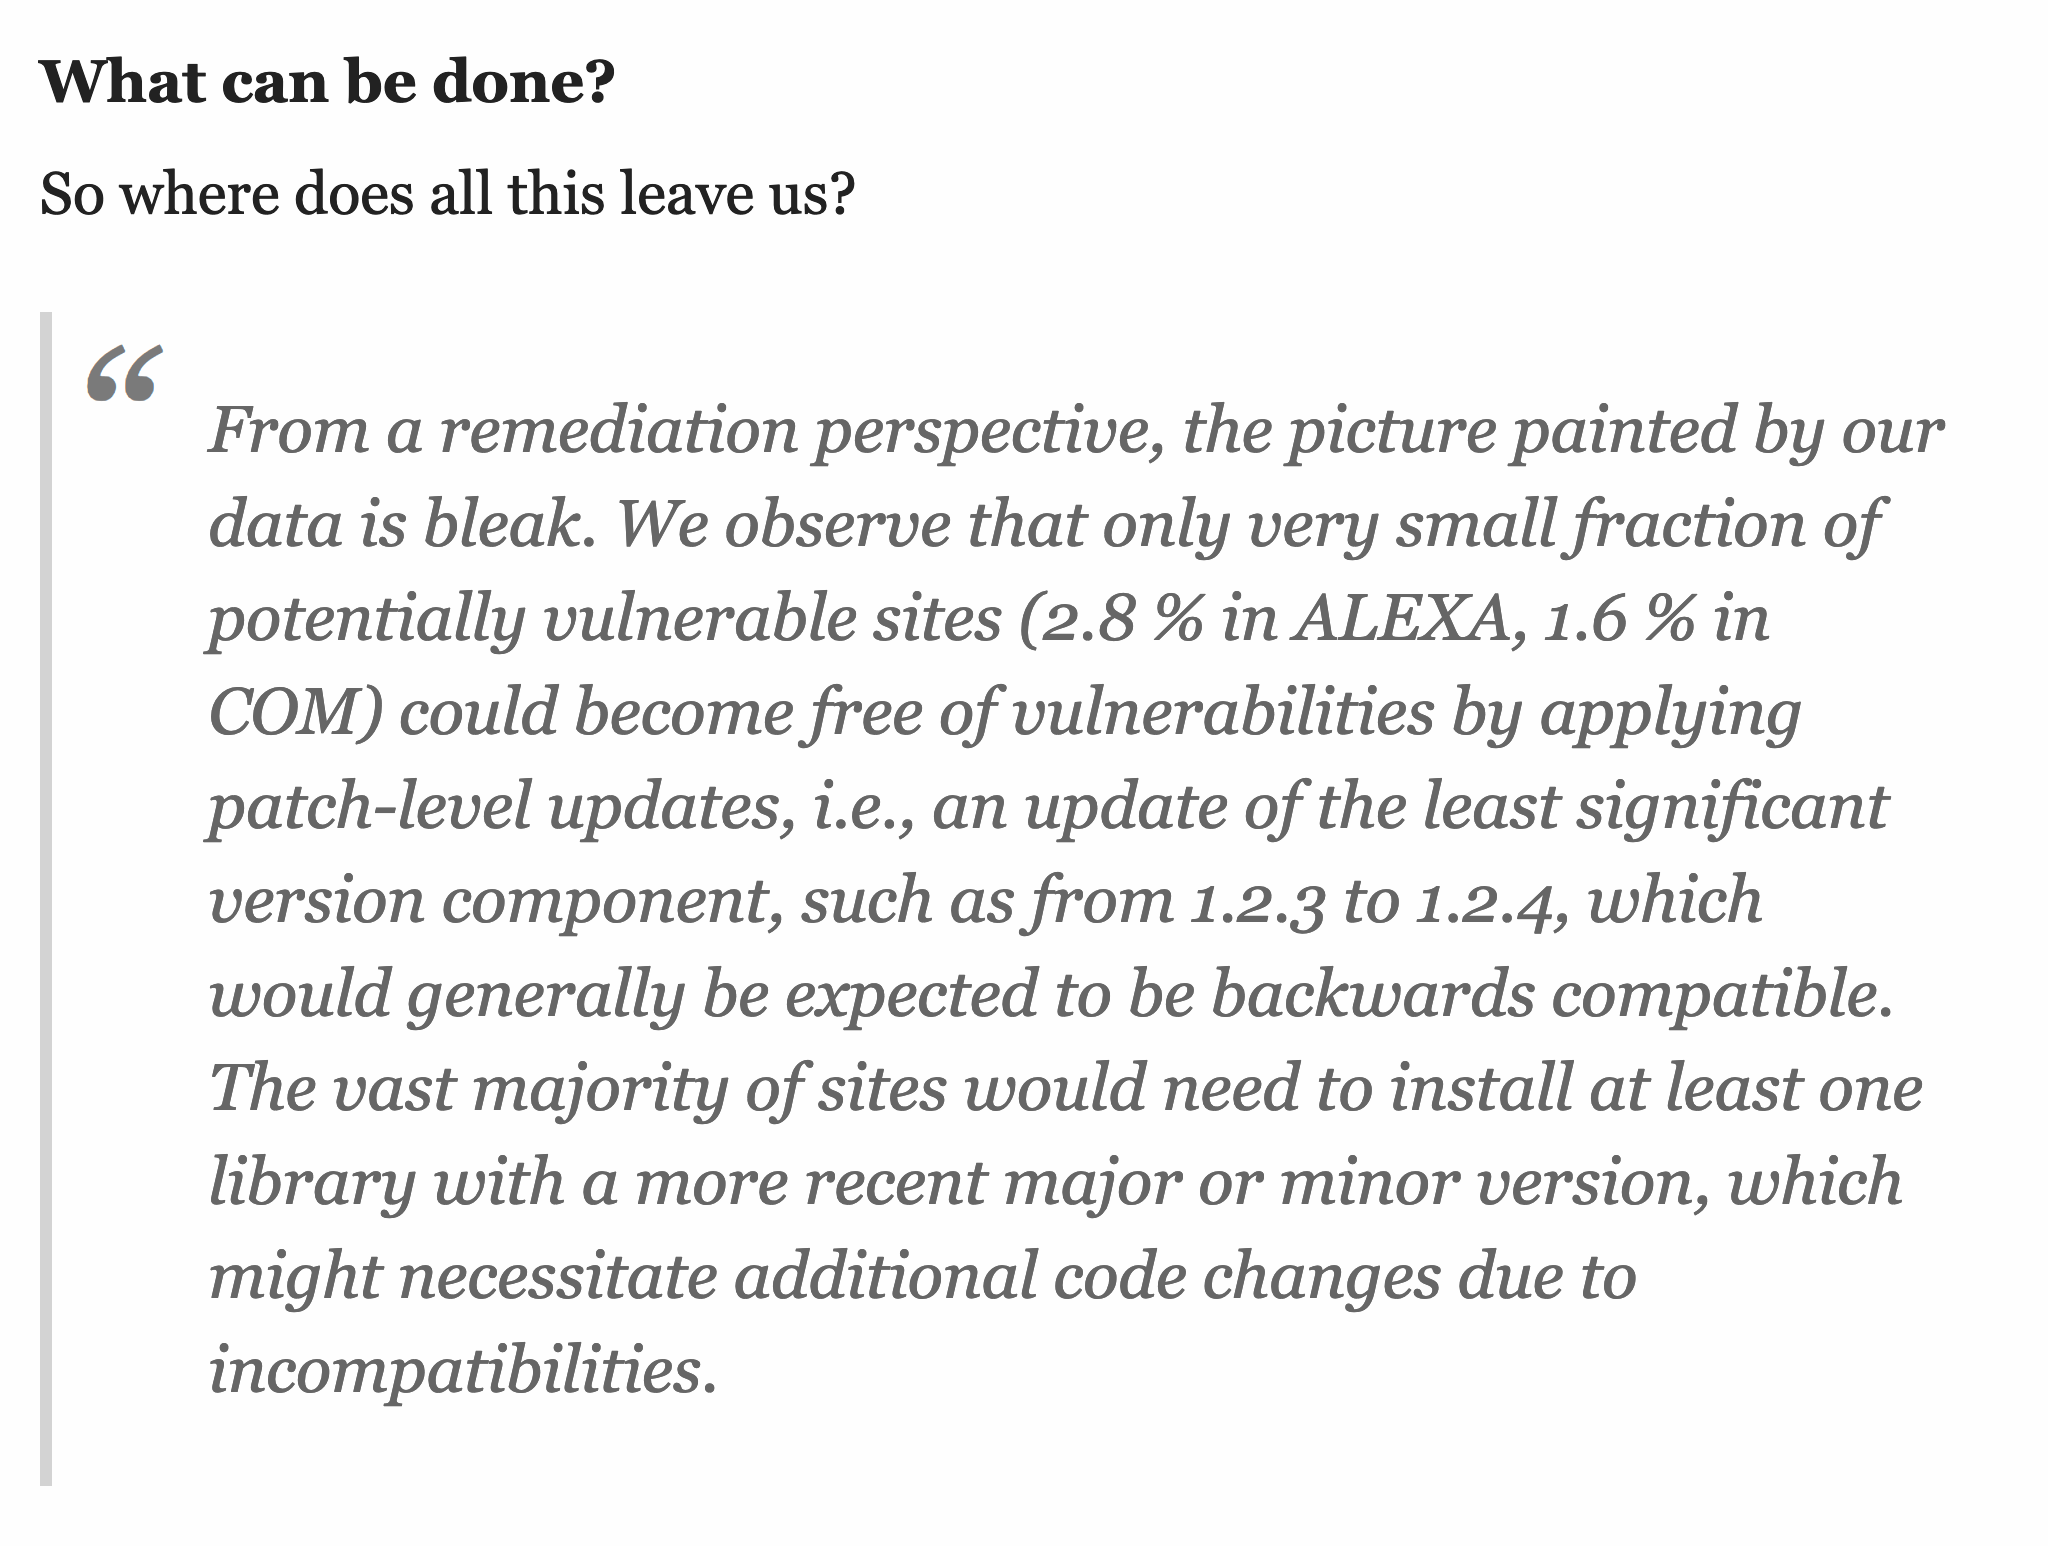 What can be done?
So where does all this leave us?
“
From a remediation perspective, the picture painted by our
data is bleak. We observe that only very small fraction of
potentially vulnerable sites (2.8 % in ALEXA, 1.6 % in
COM) could become free of vulnerabilities by applying
patch-level updates, i.e., an update of the least significant
version component, such as from 1.2.3 to 1.2.4, which
would generally be expected to be backwards compatible.
The vast majority of sites would need to install at least one
library with a more recent major or minor version, which
might necessitate additional code changes due to
incompatibilities.